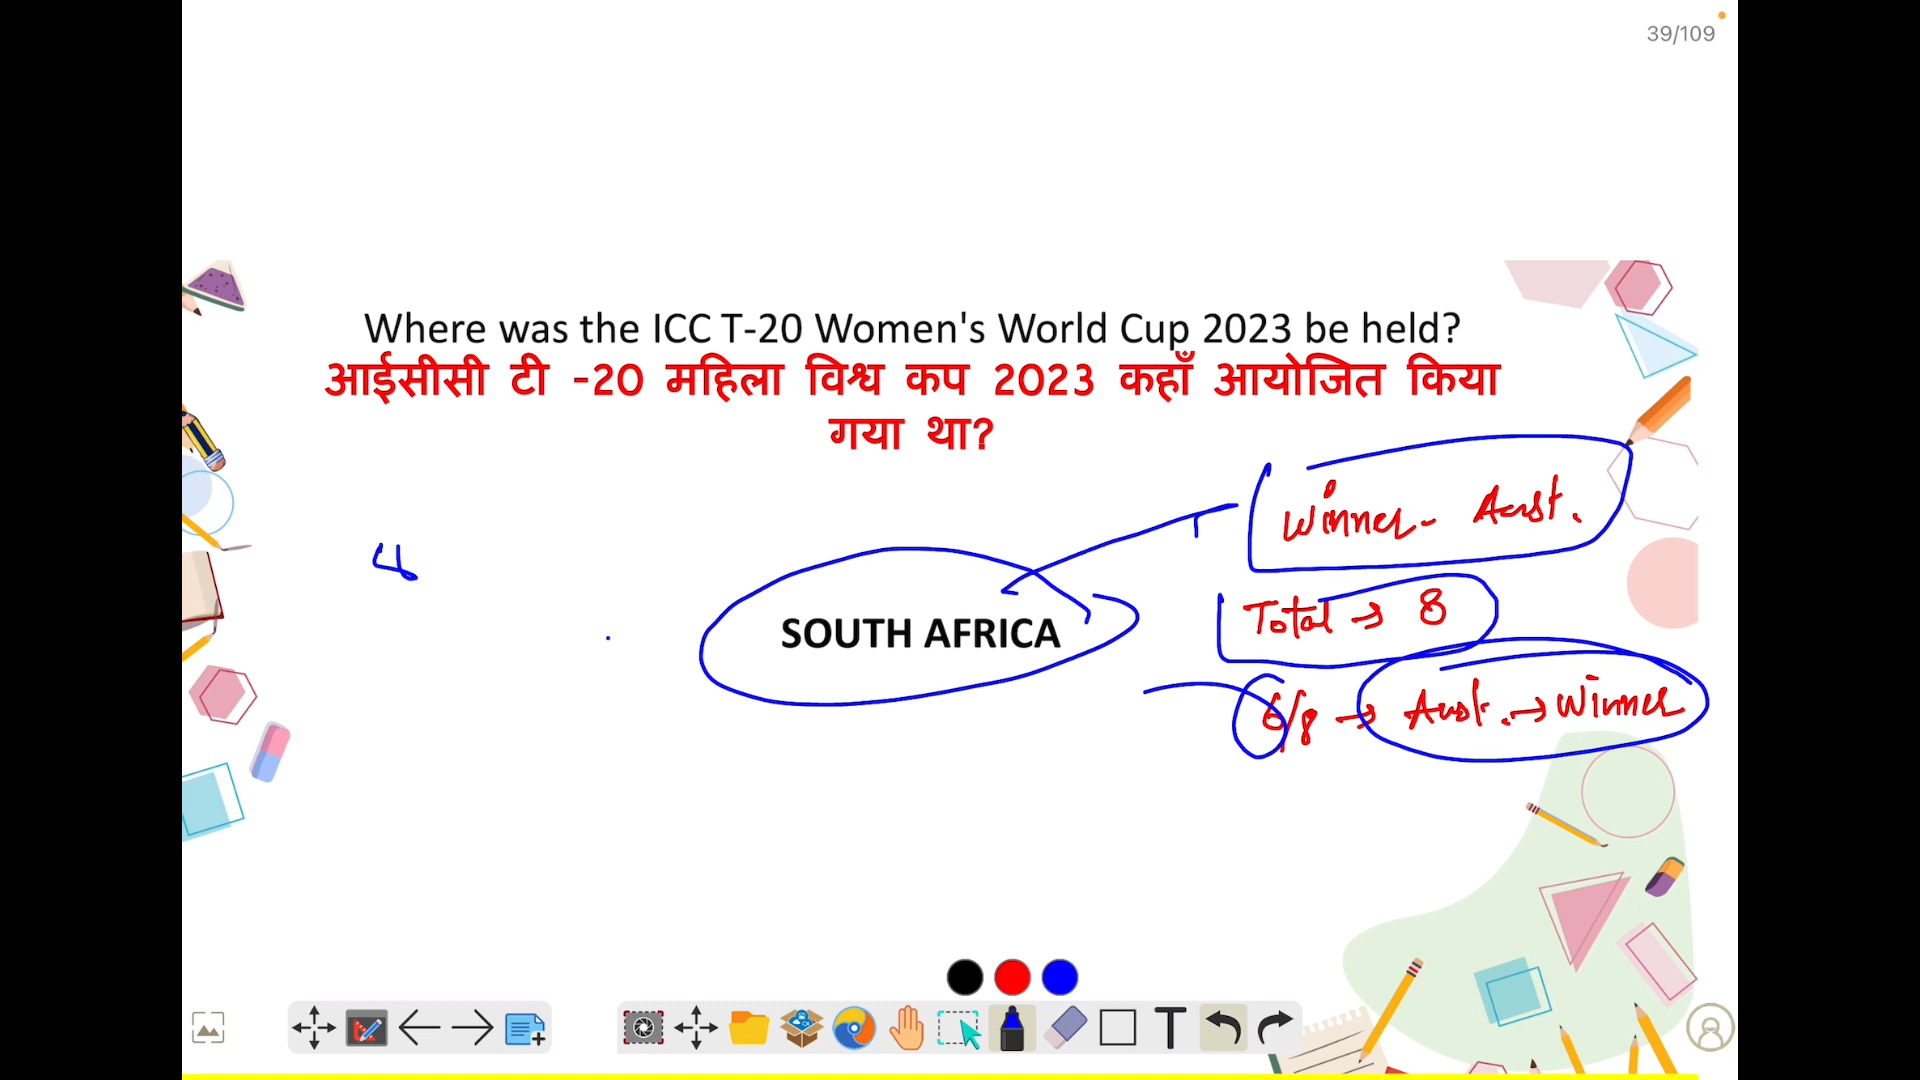 39/109
Where was the ICC T-20 Women's World Cup 2023 be held?
आईसीसी टी -20 महिला विश्व कप 2023 कहाँ आयोजित किया
गया था?
Winner - Aust.
SOUTH AFRICA
Total → 8
6/8 → Aust. → Winner
T